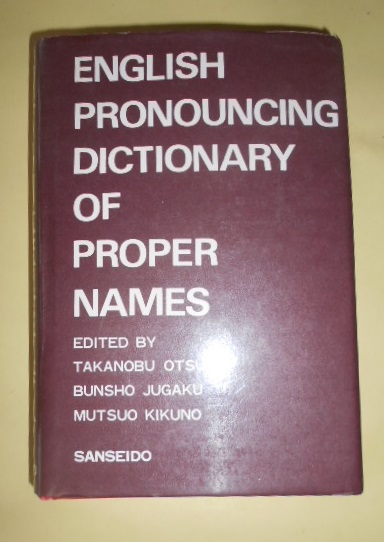 ENGLISH
PRONOUNCING
DICTIONARY
OF
PROPER
NAMES
EDITED BY
TAKANOBU
BUNSHO JUGAKU
MUTSUO KIKUNO
SANSEIDO